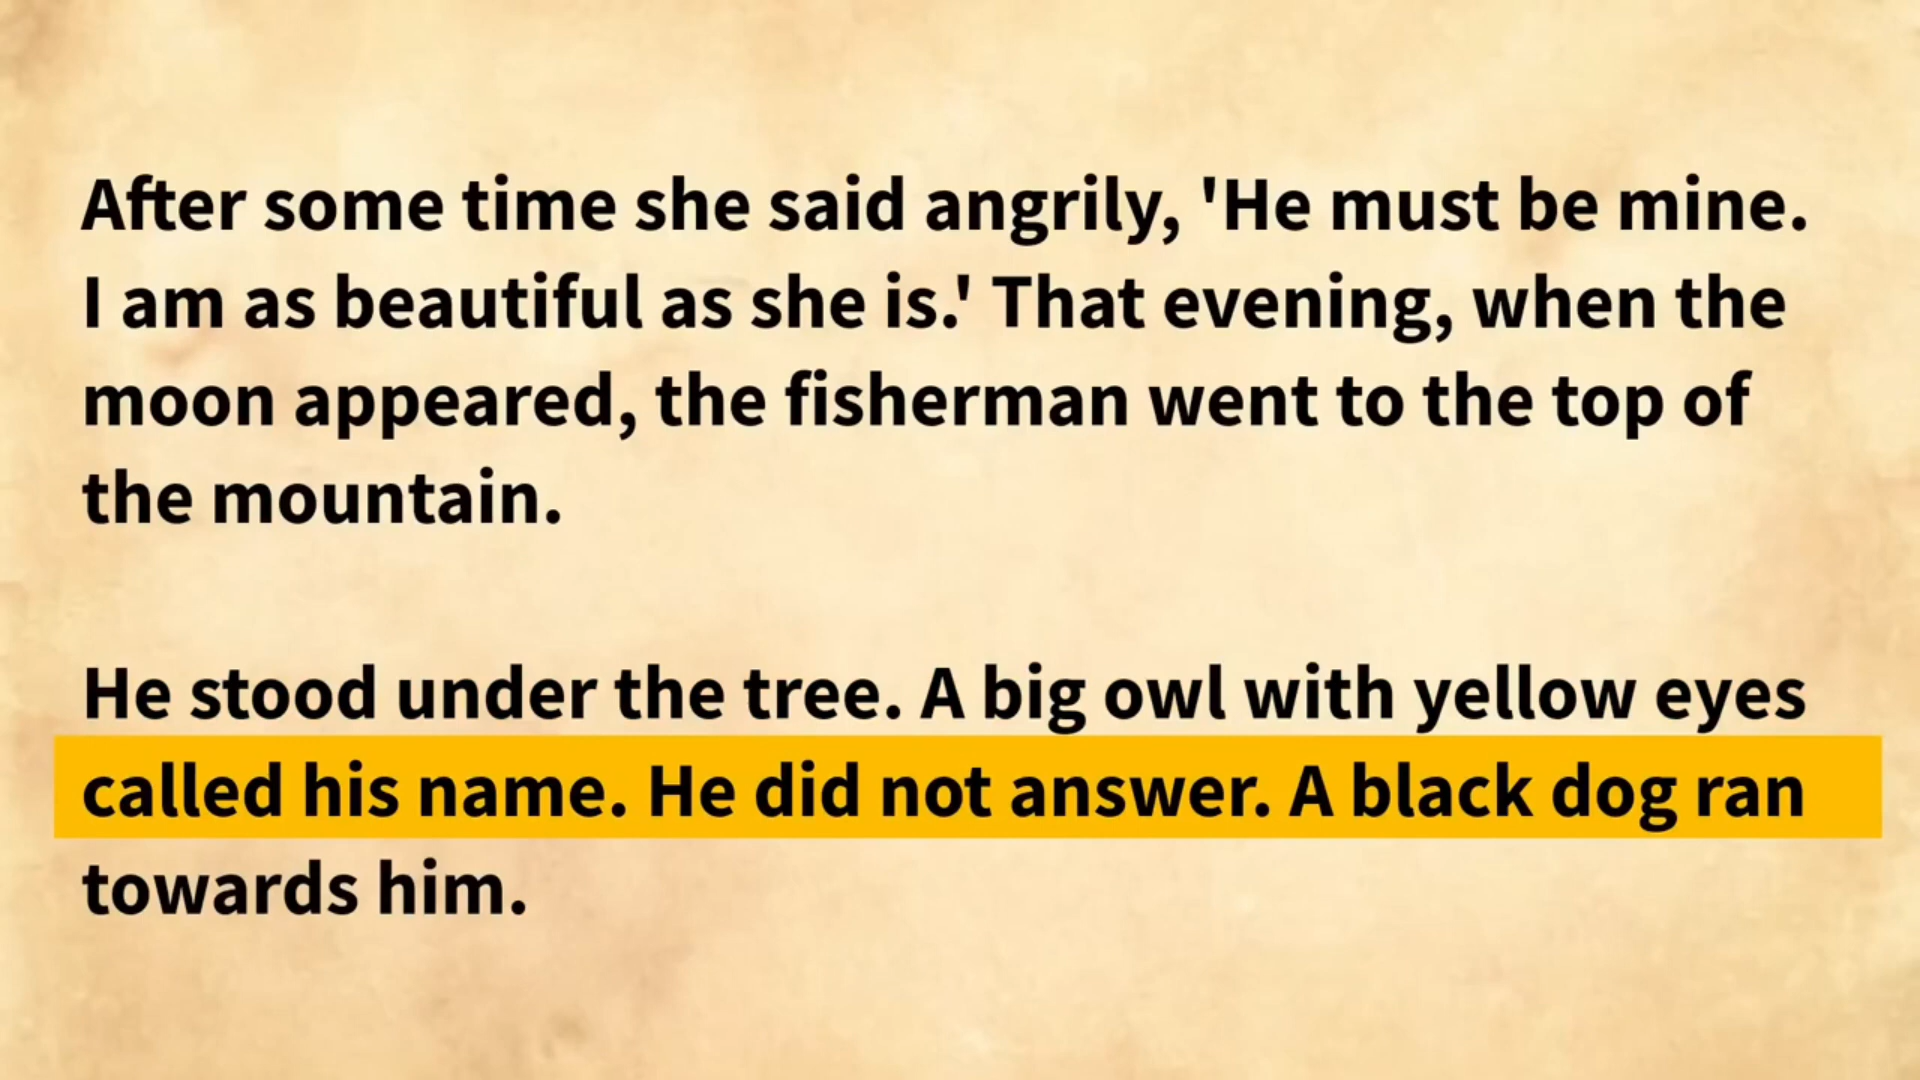 After some time she said angrily, 'He must be mine.
I am as beautiful as she is.' That evening, when the
moon appeared, the fisherman went to the top of
the mountain.
He stood under the tree. A big owl with yellow eyes
called his name. He did not answer. A black dog ran
towards him.